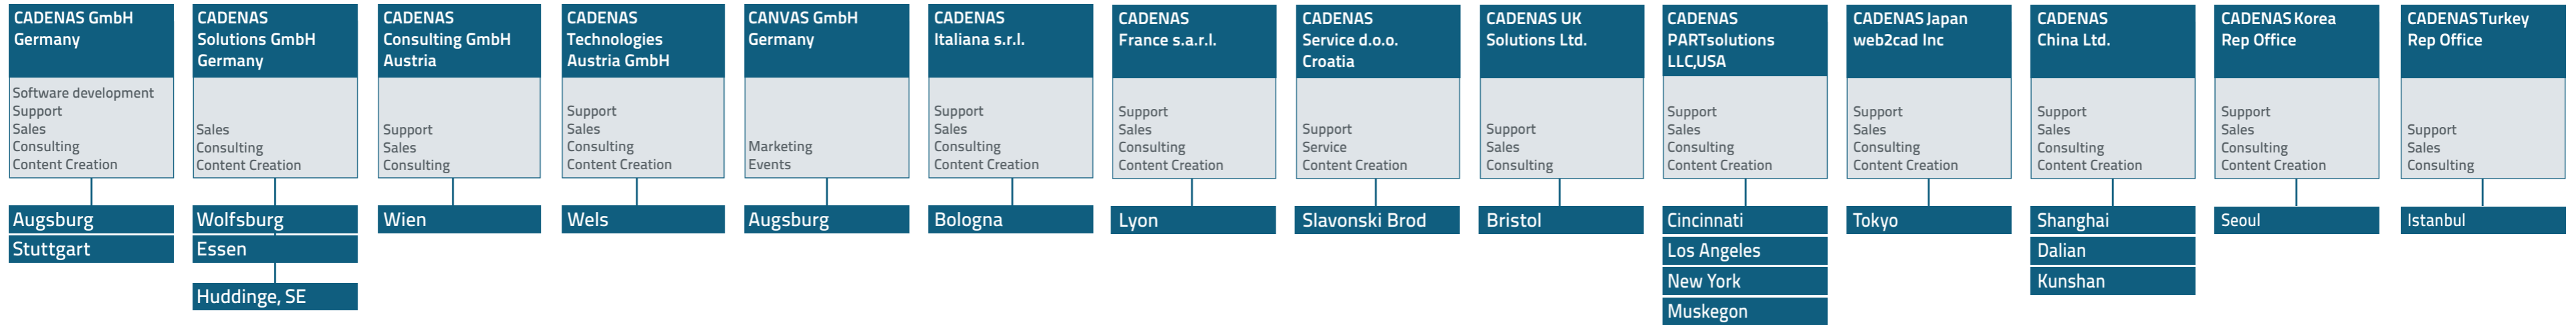 CADENAS GmbH
Germany
Software development
Support
Sales
Consulting
Content Creation
Augsburg
Stuttgart
CADENAS
Solutions GmbH
Germany
Sales
Consulting
Content Creation
Wolfsburg
Essen
Huddinge, SE
CADENAS
Consulting GmbH
Austria
Support
Sales
Consulting
Wien
CADENAS
Technologies
Austria GmbH
Support
Sales
Consulting
Content Creation
Wels
CANVAS GmbH
Germany
Marketing
Events
Augsburg
CADENAS
Italiana s.r.l.
Support
Sales
Consulting
Content Creation
Bologna
CADENAS
France s.a.r.l.
Support
Sales
Consulting
Content Creation
Lyon
CADENAS
Service d.o.o.
Croatia
Support
Service
Content Creation
Slavonski Brod
CADENAS UK
Solutions Ltd.
Support
Sales
Consulting
Bristol
CADENAS
PARTsolutions
LLC,USA
Support
Sales
Consulting
Content Creation
Cincinnati
Los Angeles
New York
Muskegon
CADENAS Japan
web2cad Inc
Support
Sales
Consulting
Content Creation
Tokyo
CADENAS
China Ltd.
Support
Sales
Consulting
Content Creation
Shanghai
Dalian
Kunshan
CADENAS Korea
Rep Office
Support
Sales
Consulting
Content Creation
Seoul
CADENAS Turkey
Rep Office
Support
Sales
Consulting
Istanbul